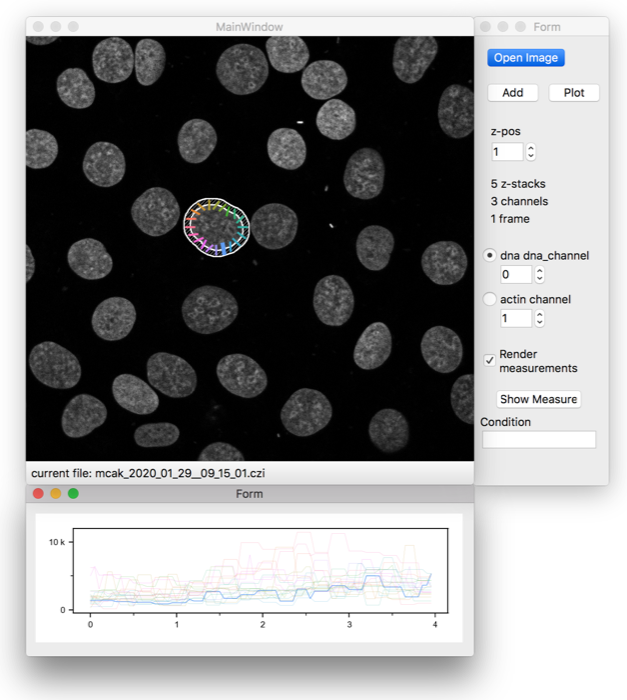 MainWindow
Form
Open Image
Add Plot
z-pos
1
5 z-stacks
3 channels
1 frame
dna dna_channel
0
actin channel
1
Render
measurements
Show Measure
Condition
current file: mcak_2020_01_29__09_15_01.czi
Form
10 k
0
0 1 2 3 4